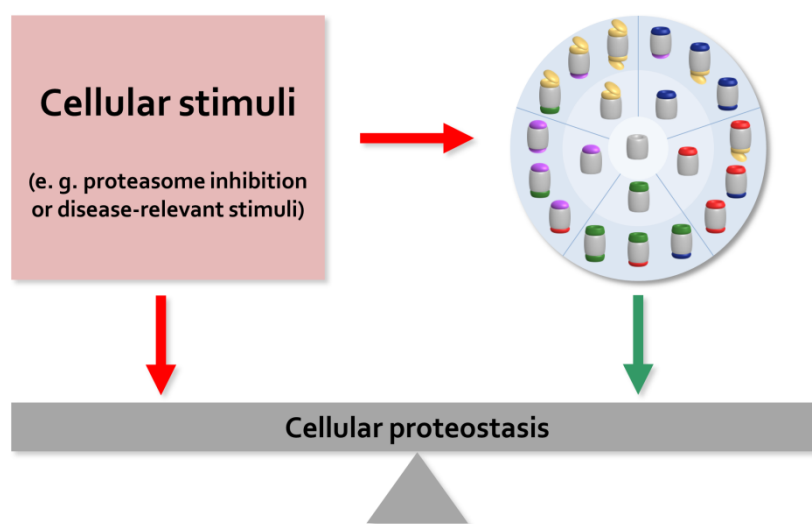 Cellular stimuli
(e. g. proteasome inhibition
or disease-relevant stimuli)
Cellular proteostasis